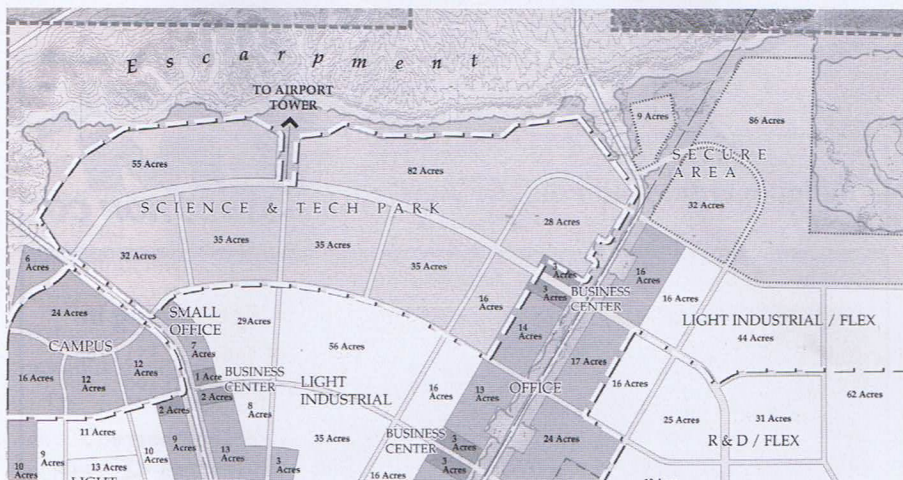 Escarpment
TO AIRPORT
TOWER
9 Acres
86 Acres
55 Acres
82 Acres
SECURE
AREA
SCIENCE & TECH PARK
32 Acres
28 Acres
35 Acres
35 Acres
32 Acres
35 Acres
6
Acres
3
Acres
16
Acres
BUSINESS
CENTER
3
Acres
16
Acres
16 Acres
24 Acres
SMALL
OFFICE
29 Acres
14
Acres
LIGHT INDUSTRIAL / FLEX
44 Acres
CAMPUS
7
Acres
56 Acres
17 Acres
16 Acres
12
Acres
12
Acres
1 Acre
BUSINESS
CENTER
2 Acres
LIGHT
INDUSTRIAL
16
Acres
13
Acres
OFFICE
16 Acres
62 Acres
2 Acres
8
Acres
25 Acres
31 Acres
11 Acres
9
Acres
35 Acres
BUSINESS
CENTER
3
Acres
24 Acres
R & D / FLEX
9
Acres
10
Acres
13
Acres
10
Acres
13 Acres
3
Acres
3
Acres
16 Acres
LIGHT